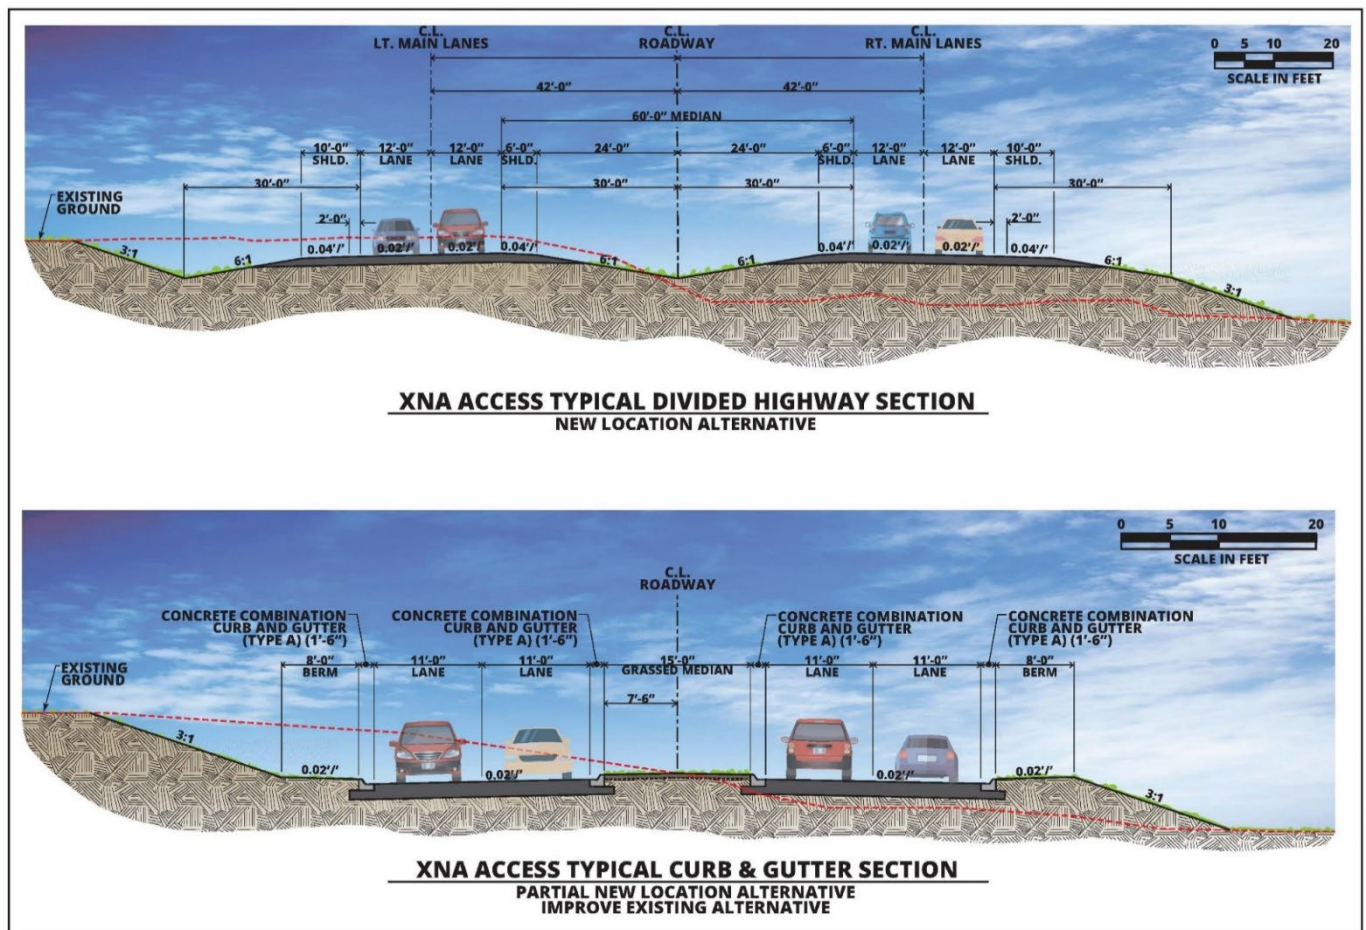 C.L.
LT. MAIN LANES
C.L.
ROADWAY
C.L.
RT. MAIN LANES
0 5 10 20
SCALE IN FEET
42'-0" 42'-0"
60'-0" MEDIAN
10'-0" 12'-0" 12'-0" 6'-0" 24'-0" 24'-0" 6'-0" 12'-0" 12'-0" 10'-0"
SHLD. LANE LANE SHLD. SHLD. LANE LANE SHLD.
30'-0" 30'-0" 30'-0" 30'-0"
EXISTING
GROUND
2'-0" 2'-0"
3:1 6:1 0.04'/' 0.02'/' 0.02'/' 0.04'/' 6:1 6:1 0.04'/' 0.02'/' 0.02'/' 0.04'/' 6:1 3:1
XNA ACCESS TYPICAL DIVIDED HIGHWAY SECTION
NEW LOCATION ALTERNATIVE
0 5 10 20
SCALE IN FEET
C.L.
ROADWAY
CONCRETE COMBINATION
CURB AND GUTTER
(TYPE A) (1'-6")
CONCRETE COMBINATION
CURB AND GUTTER
(TYPE A) (1'-6")
CONCRETE COMBINATION
CURB AND GUTTER
(TYPE A) (1'-6")
CONCRETE COMBINATION
CURB AND GUTTER
(TYPE A) (1'-6")
8'-0" 11'-0" 11'-0" 15'-0" 11'-0" 11'-0" 8'-0"
BERM LANE LANE GRASSED MEDIAN LANE LANE BERM
EXISTING
GROUND
7'-6"
3:1 0.02'/' 0.02'/' 0.02'/' 0.02'/' 3:1
XNA ACCESS TYPICAL CURB & GUTTER SECTION
PARTIAL NEW LOCATION ALTERNATIVE
IMPROVE EXISTING ALTERNATIVE